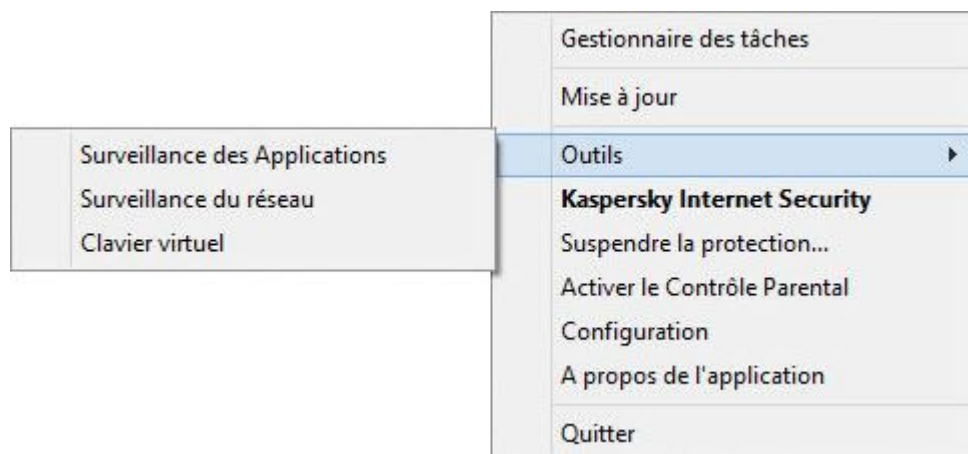 Gestionnaire des tâches
Mise à jour
Outils
Surveillance des Applications
Surveillance du réseau
Clavier virtuel
Kaspersky Internet Security
Suspendre la protection...
Activer le Contrôle Parental
Configuration
A propos de l'application
Quitter